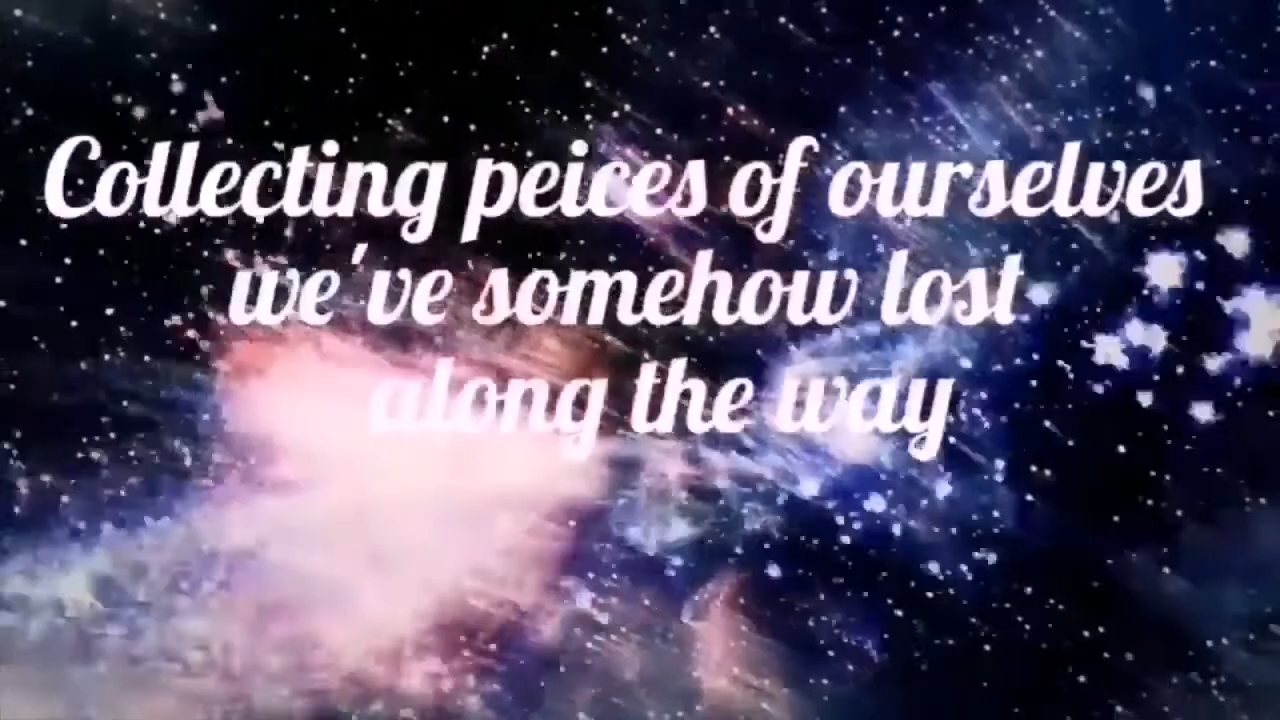 Collecting peices of ourselves
we've somehow lost
along the way